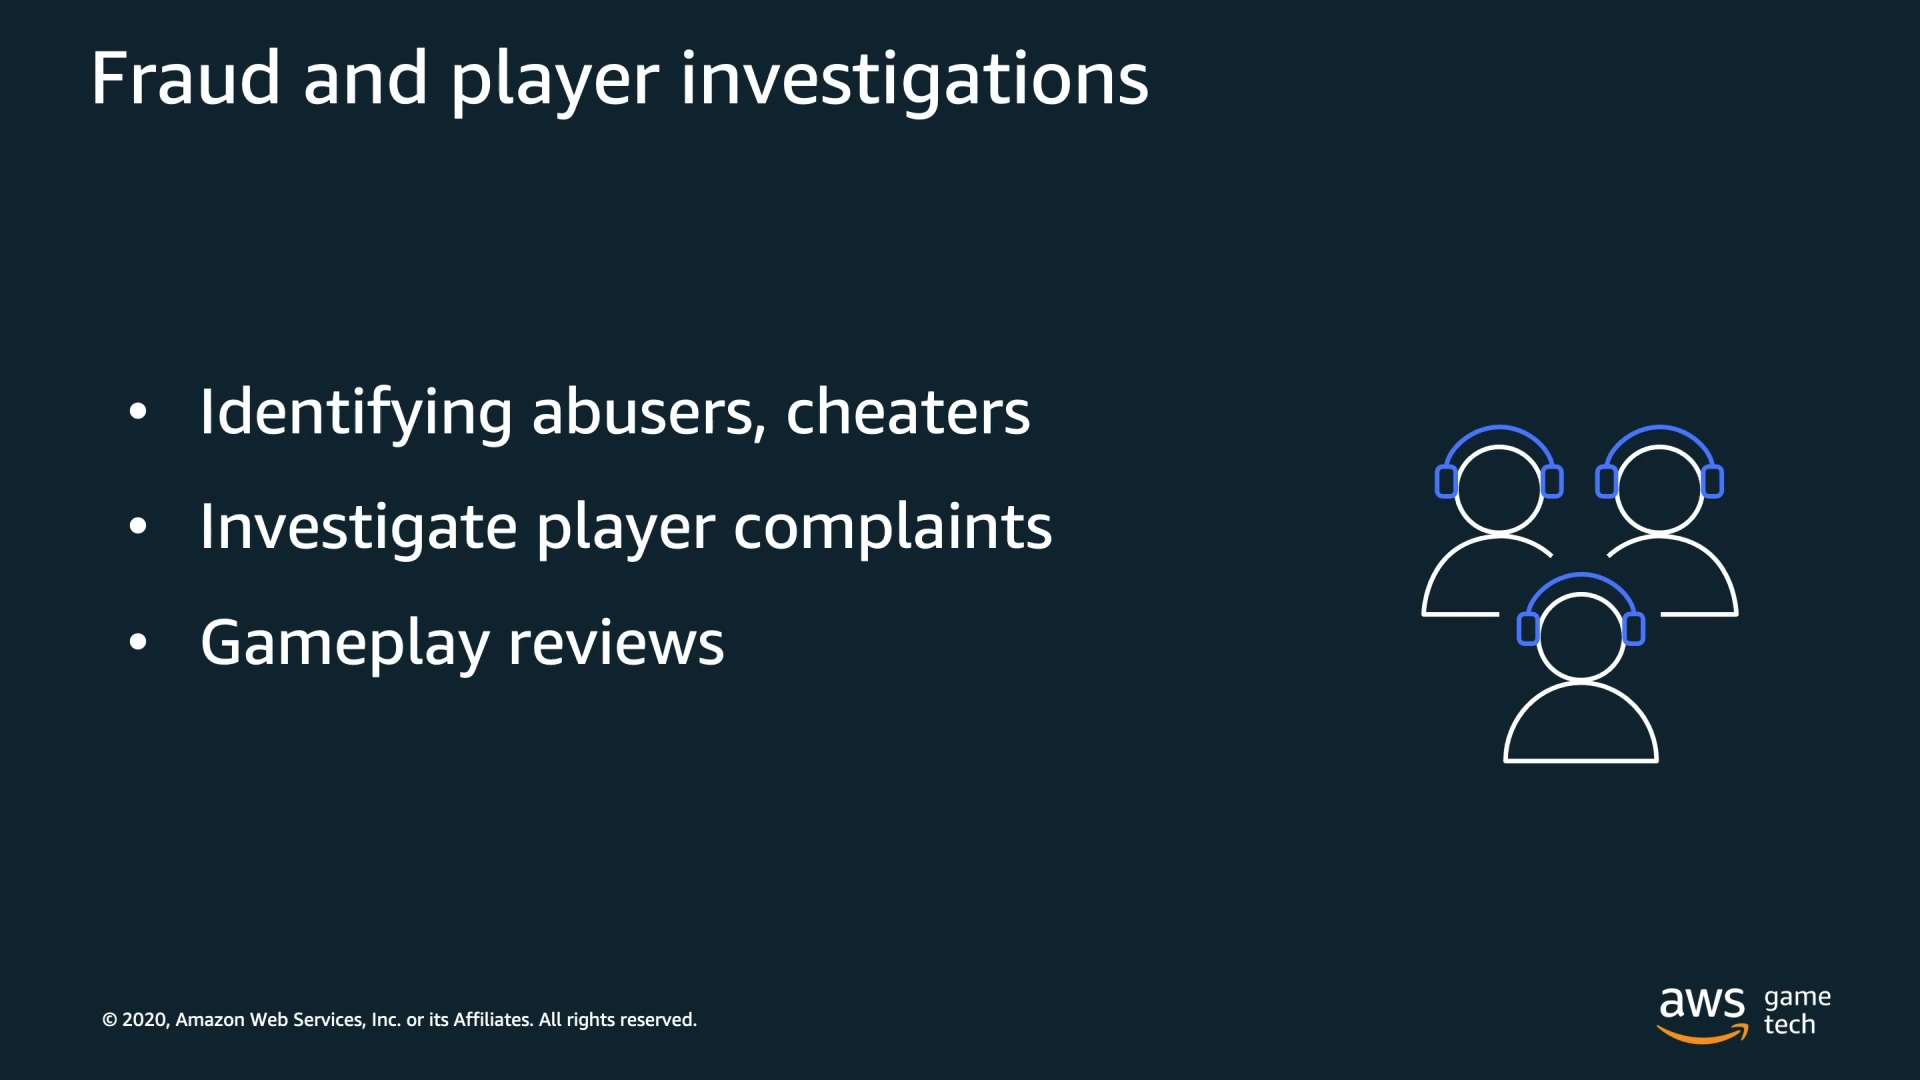 Fraud and player investigations
• Identifying abusers, cheaters
• Investigate player complaints
• Gameplay reviews
© 2020, Amazon Web Services, Inc. or its Affiliates. All rights reserved.
aws game tech